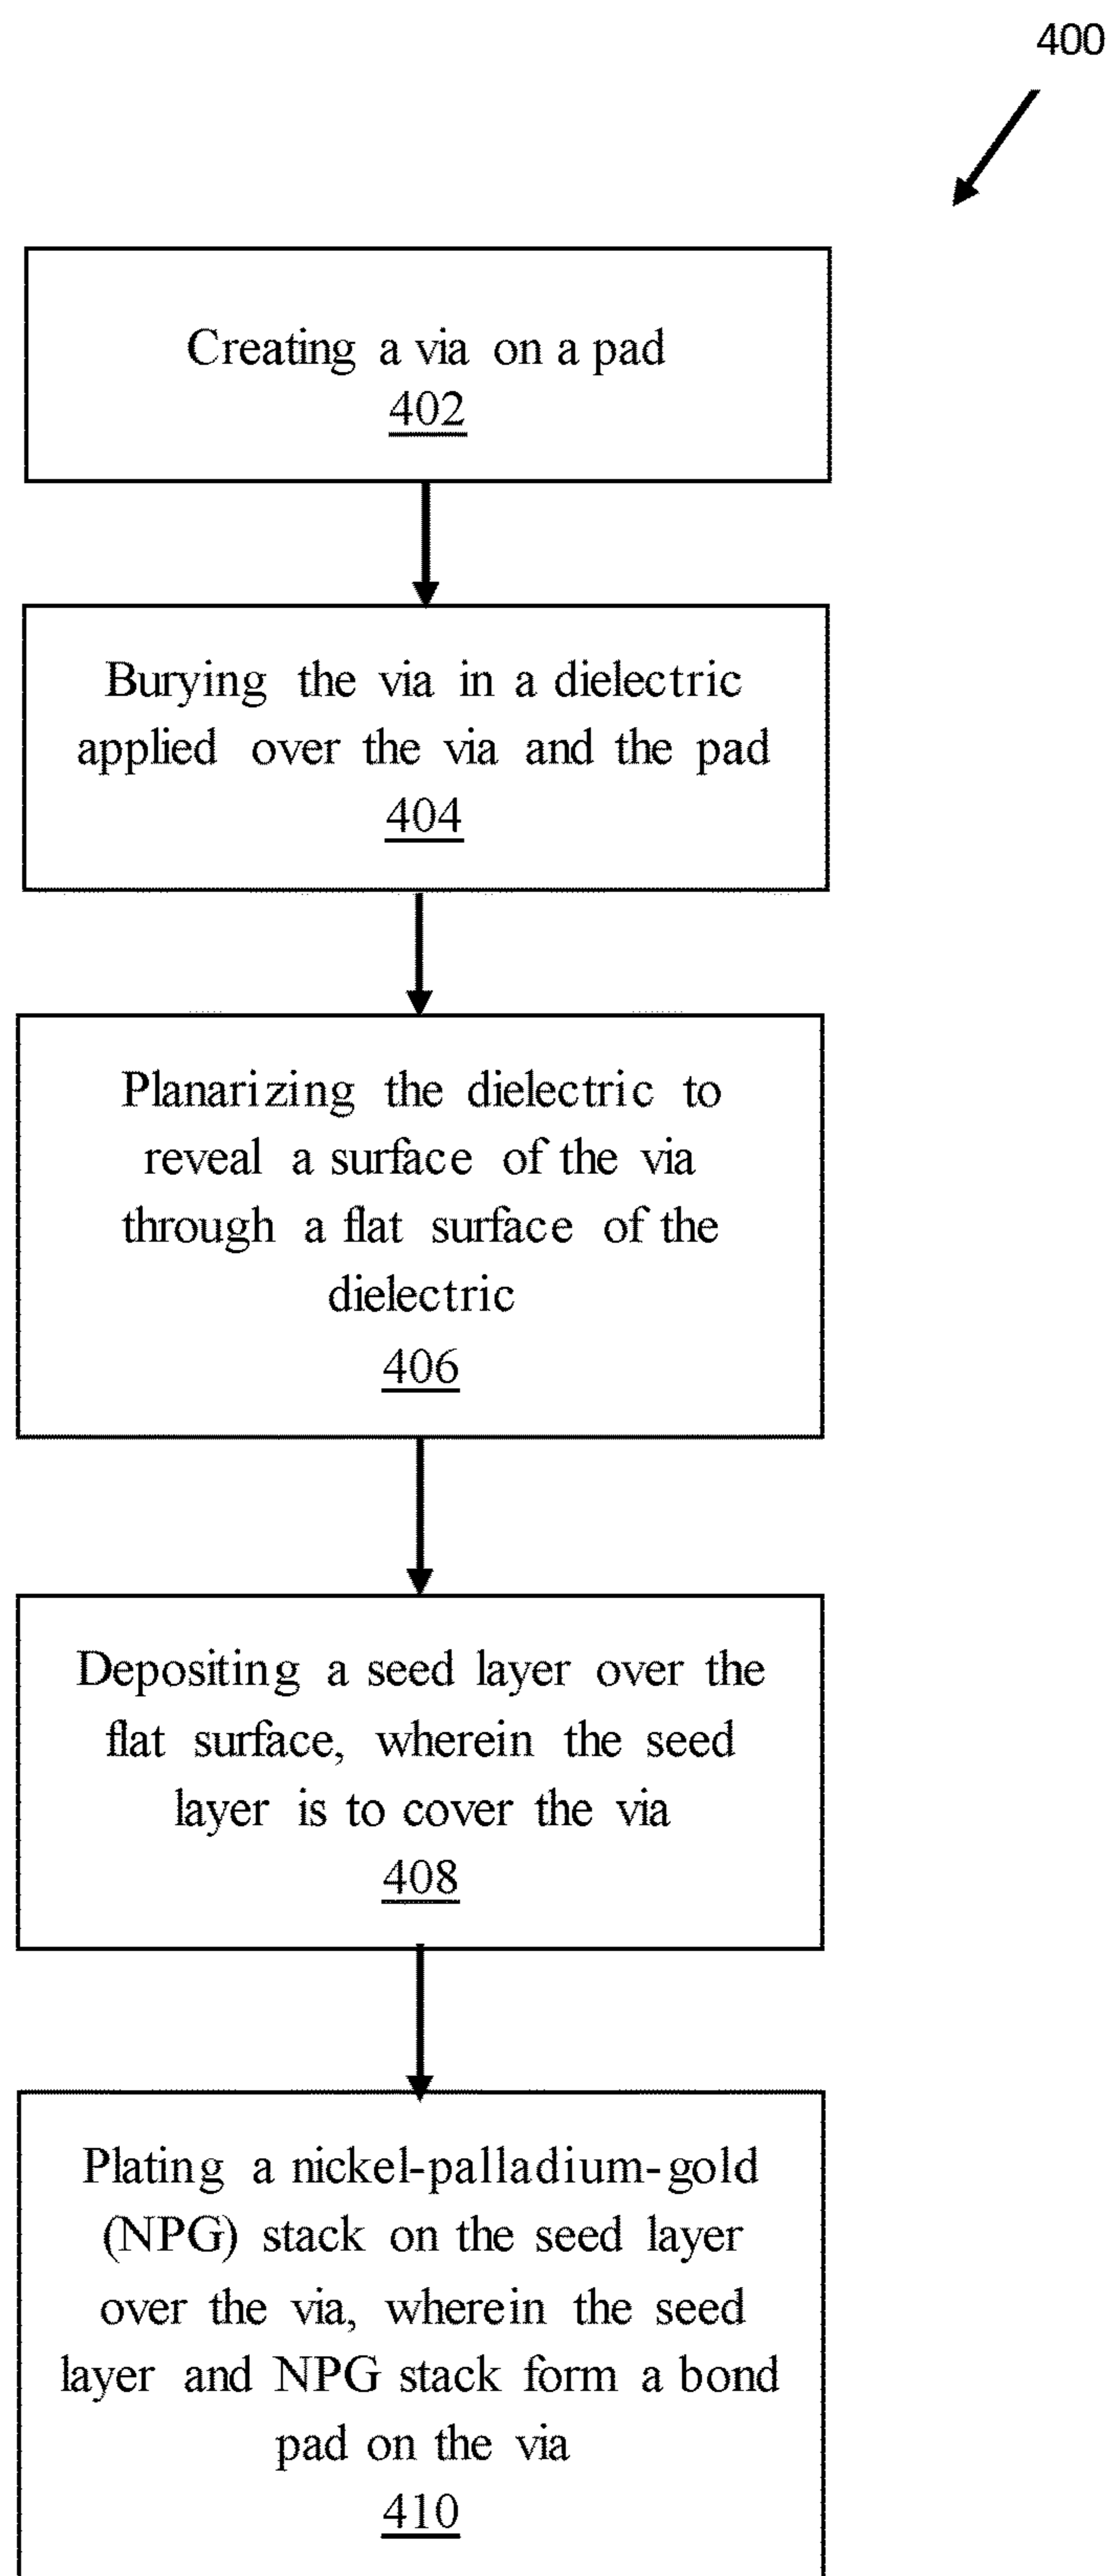 400
Creating a via on a pad
402
Burying the via in a dielectric
applied over the via and the pad
404
Planarizing the dielectric to
reveal a surface of the via
through a flat surface of the
dielectric
406
Depositing a seed layer over the
flat surface, wherein the seed
layer is to cover the via
408
Plating a nickel-palladium-gold
(NPG) stack on the seed layer
over the via, wherein the seed
layer and NPG stack form a bond
pad on the via
410